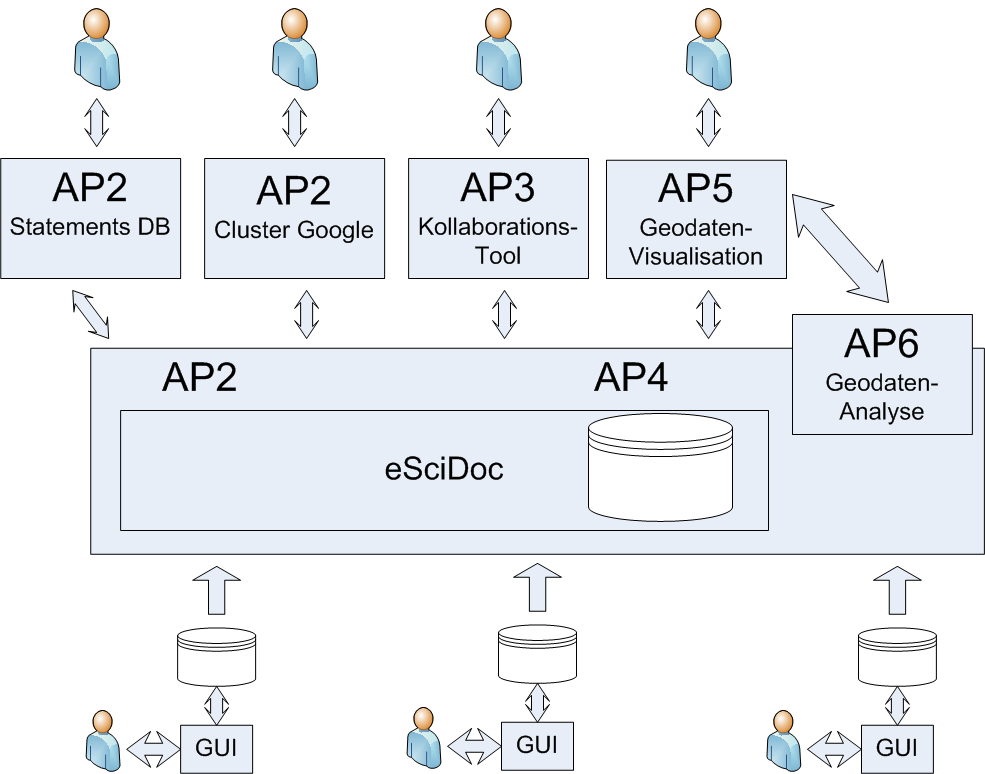 AP2
Statements DB
AP2
Cluster Google
AP3
Kollaborations-
Tool
AP5
Geodaten-
Visualisation
AP6
Geodaten-
Analyse
AP2
AP4
eSciDoc
GUI
GUI
GUI